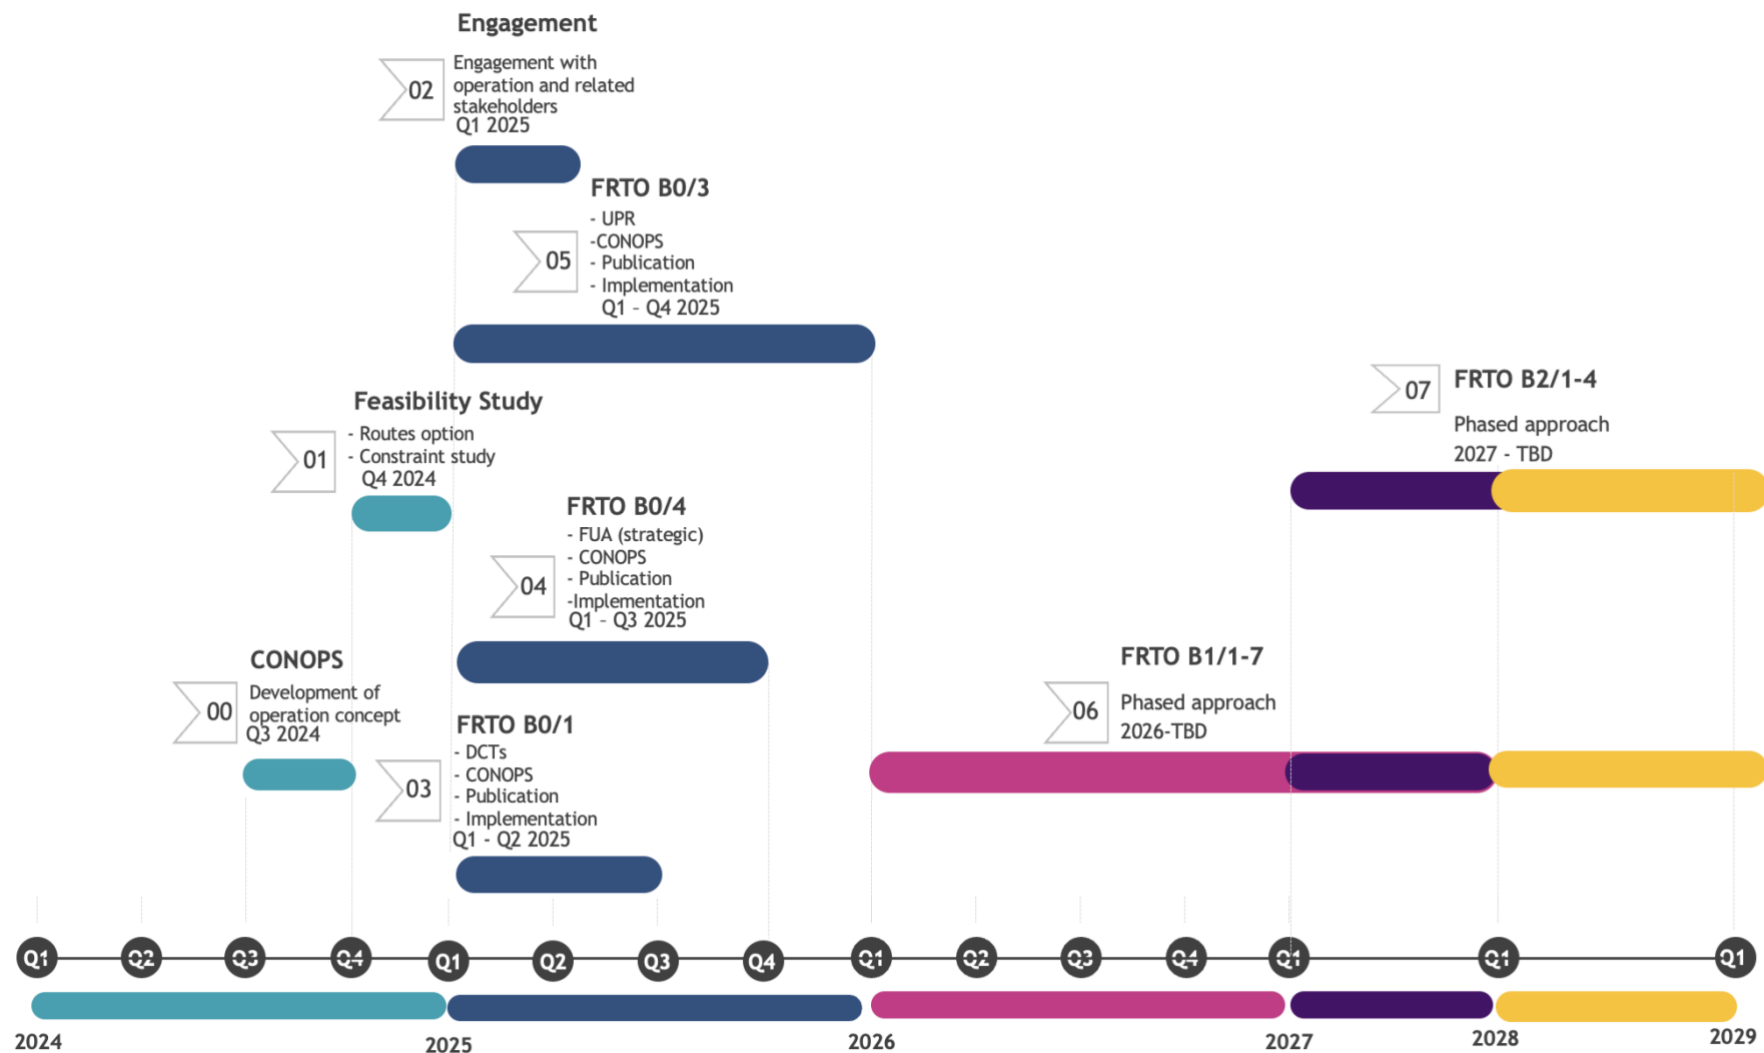 Engagement
02
Engagement with
operation and related
stakeholders
Q1 2025
FRTO B0/3
05
- UPR
-CONOPS
- Publication
- Implementation
Q1 – Q4 2025
Feasibility Study
01
- Routes option
- Constraint study
Q4 2024
07
FRTO B2/1-4
Phased approach
2027 - TBD
FRTO B0/4
04
- FUA (strategic)
- CONOPS
- Publication
-Implementation
Q1 – Q3 2025
CONOPS
00
Development of
operation concept
Q3 2024
FRTO B0/1
03
- DCTs
- CONOPS
- Publication
- Implementation
Q1 - Q2 2025
FRTO B1/1-7
06
Phased approach
2026-TBD
Q1 Q2 Q3 Q4 Q1 Q2 Q3 Q4 Q1 Q2 Q3 Q4 Q1 Q1 Q1
2024 2025 2026 2027 2028 2029